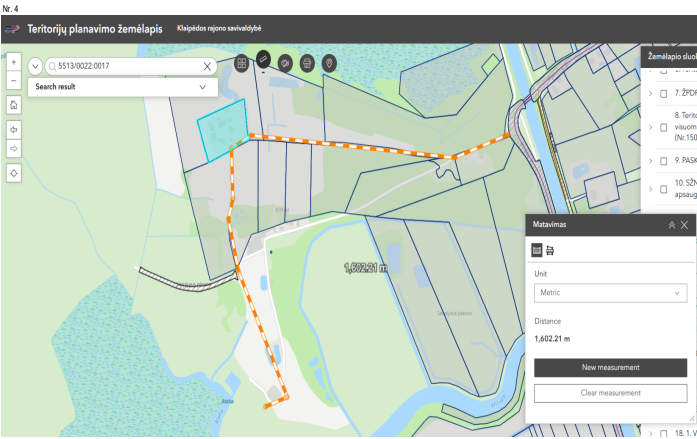 Nr. 4
Teritorijų planavimo žemėlapis Klaipėdos rajono savivaldybė
5513/0022:0017
Search result
Žemėlapio sluok
7. ŽPDR
8. Terito
visuom
(Nr.150
9. PASK
10. SŽN
apsaug
1,602.21 m
Matavimas
Unit
Metric
Distance
1,602.21 m
New measurement
Clear measurement
18. 1. V